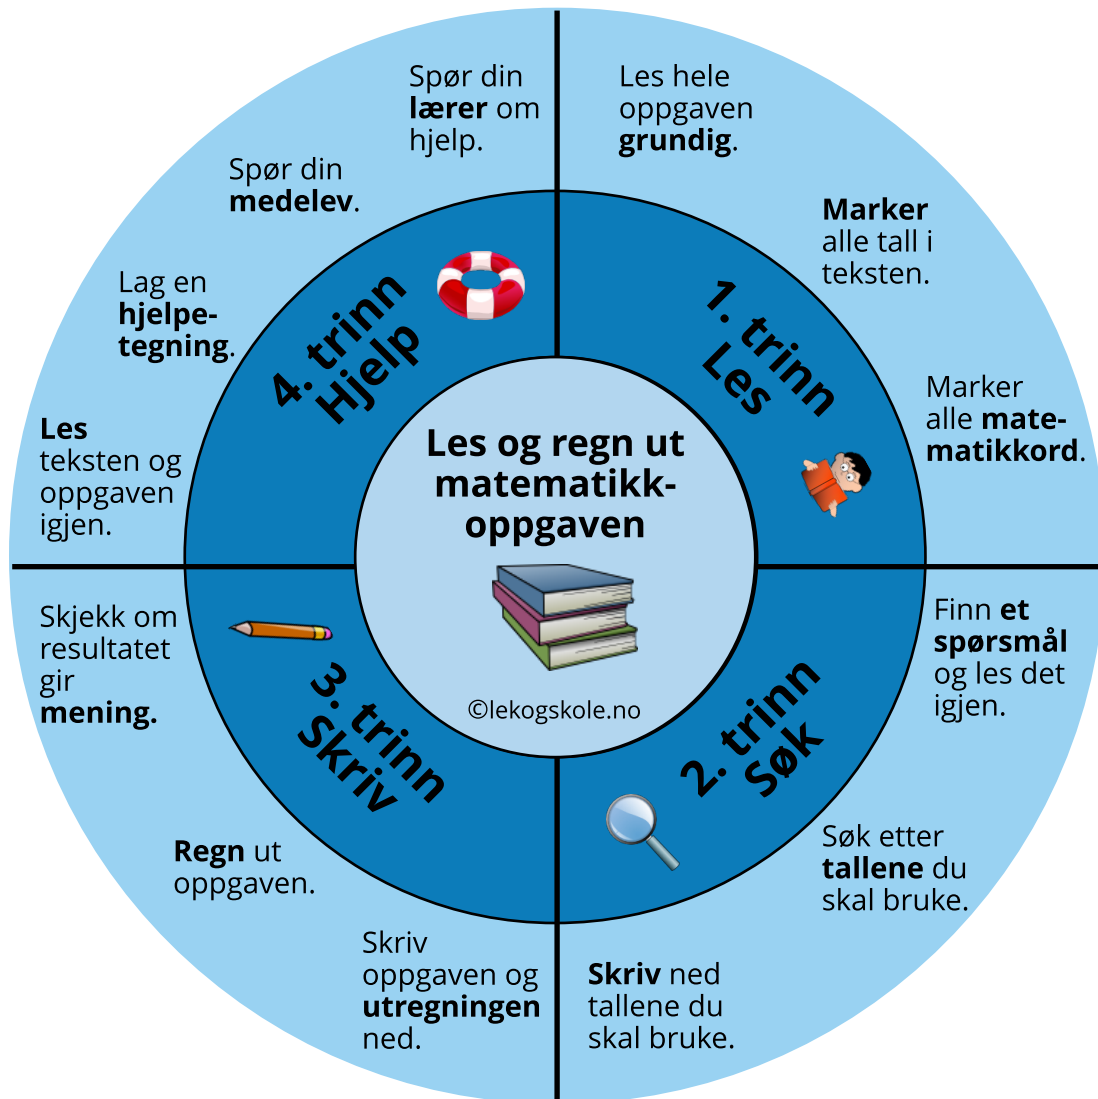 Les og regn ut
matematikk-
oppgaven
©lekogskole.no
1. trinn
Les
Les hele
oppgaven
grundig.
Marker
alle tall i
teksten.
Marker
alle mate-
matikkord.
2. trinn
Søk
Finn et
spørsmål
og les det
igjen.
Søk etter
tallene du
skal bruke.
Skriv ned
tallene du
skal bruke.
3. trinn
Skriv
Skriv
oppgaven og
utregningen
ned.
Regn ut
oppgaven.
Skjekk om
resultatet
gir
mening.
4. trinn
Hjelp
Les
teksten og
oppgaven
igjen.
Lag en
hjelpe-
tegning.
Spør din
medelev.
Spør din
lærer om
hjelp.